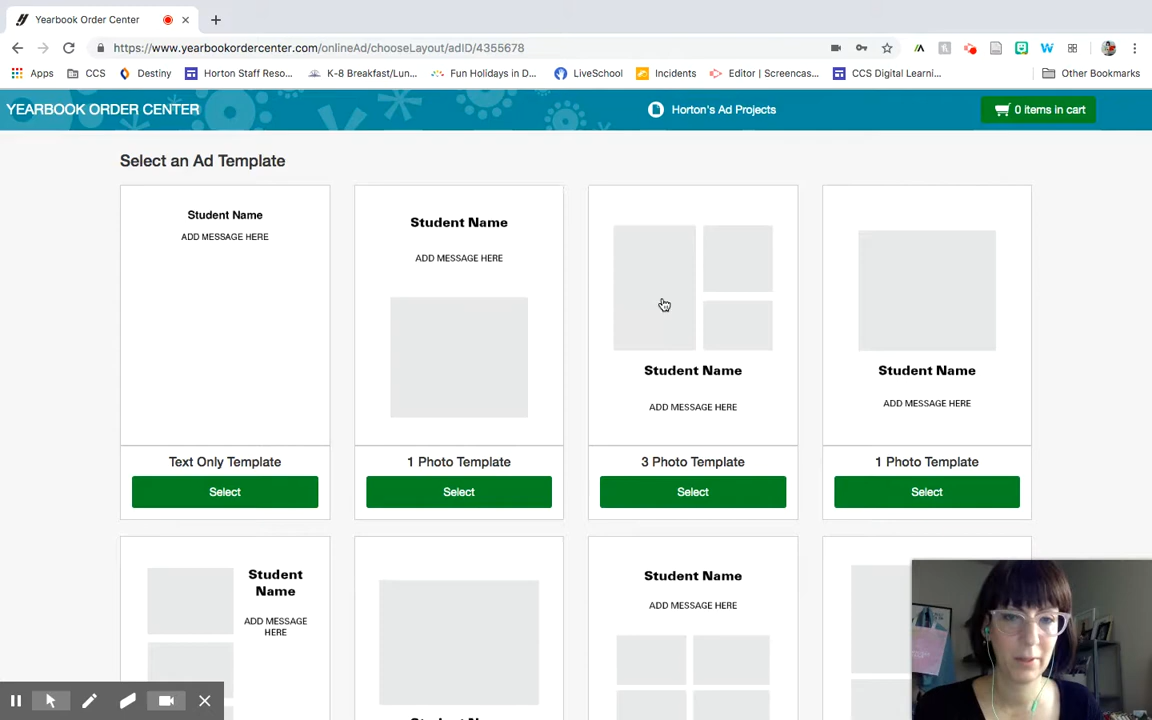 Yearbook Order Center
https://www.yearbookordercenter.com/onlineAd/chooseLayout/adID/4355678
Apps CCS Destiny Horton Staff Reso... K-8 Breakfast/Lun... Fun Holidays in D... LiveSchool Incidents Editor | Screencas... CCS Digital Learni... Other Bookmarks
YEARBOOK ORDER CENTER Horton's Ad Projects 0 items in cart
Select an Ad Template
Student Name
ADD MESSAGE HERE
Text Only Template
Select
Student Name
ADD MESSAGE HERE
1 Photo Template
Select
Student Name
ADD MESSAGE HERE
3 Photo Template
Select
Student Name
ADD MESSAGE HERE
1 Photo Template
Select
Student
Name
ADD MESSAGE
HERE
Student Name
ADD MESSAGE HERE